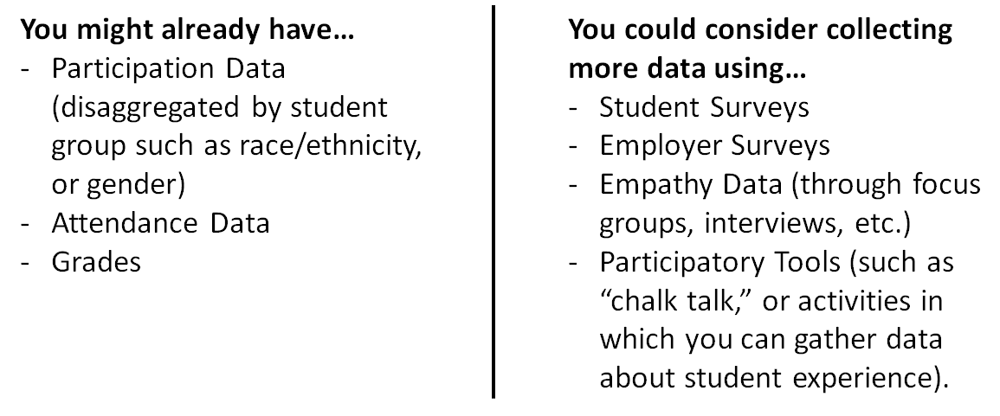 You might already have…
- Participation Data
(disaggregated by student
group such as race/ethnicity,
or gender)
- Attendance Data
- Grades
You could consider collecting
more data using…
- Student Surveys
- Employer Surveys
- Empathy Data (through focus
groups, interviews, etc.)
- Participatory Tools (such as
“chalk talk,” or activities in
which you can gather data
about student experience).